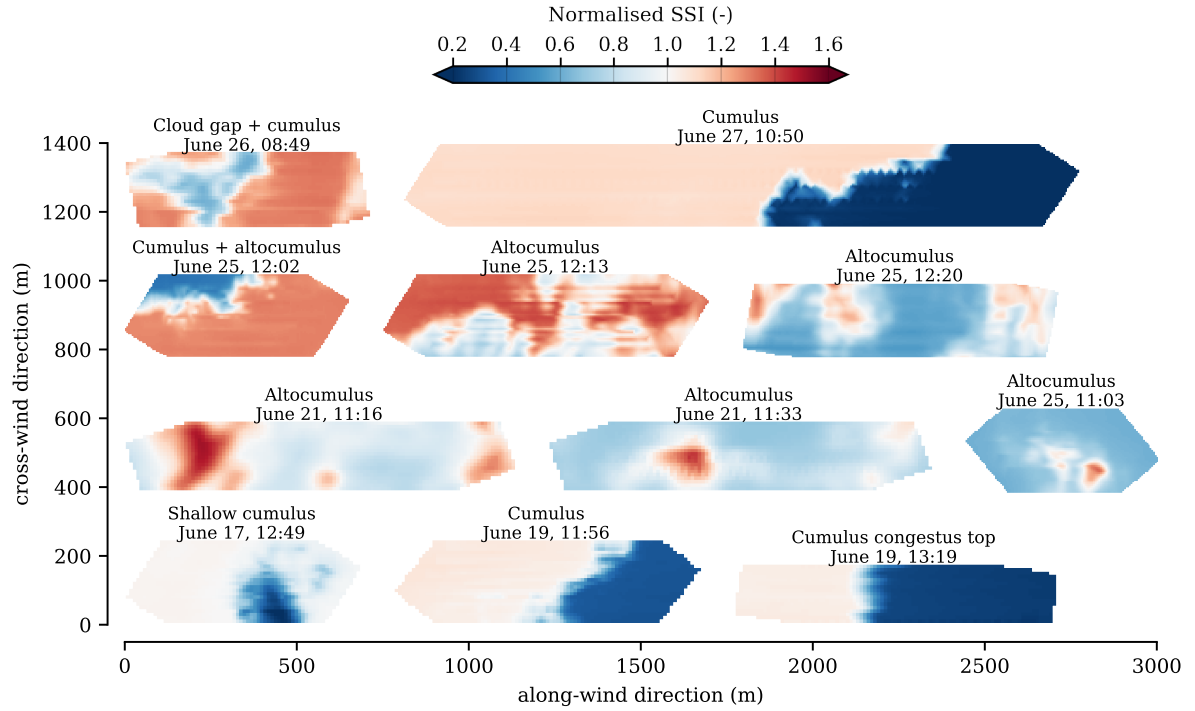 Normalised SSI (-)
0.2 0.4 0.6 0.8 1.0 1.2 1.4 1.6
Cloud gap + cumulus
June 26, 08:49
Cumulus
June 27, 10:50
Cumulus + altocumulus
June 25, 12:02
Altocumulus
June 25, 12:13
Altocumulus
June 25, 12:20
Altocumulus
June 21, 11:16
Altocumulus
June 21, 11:33
Altocumulus
June 25, 11:03
Shallow cumulus
June 17, 12:49
Cumulus
June 19, 11:56
Cumulus congestus top
June 19, 13:19
cross-wind direction (m)
1400
1200
1000
800
600
400
200
0
0 500 1000 1500 2000 2500 3000
along-wind direction (m)